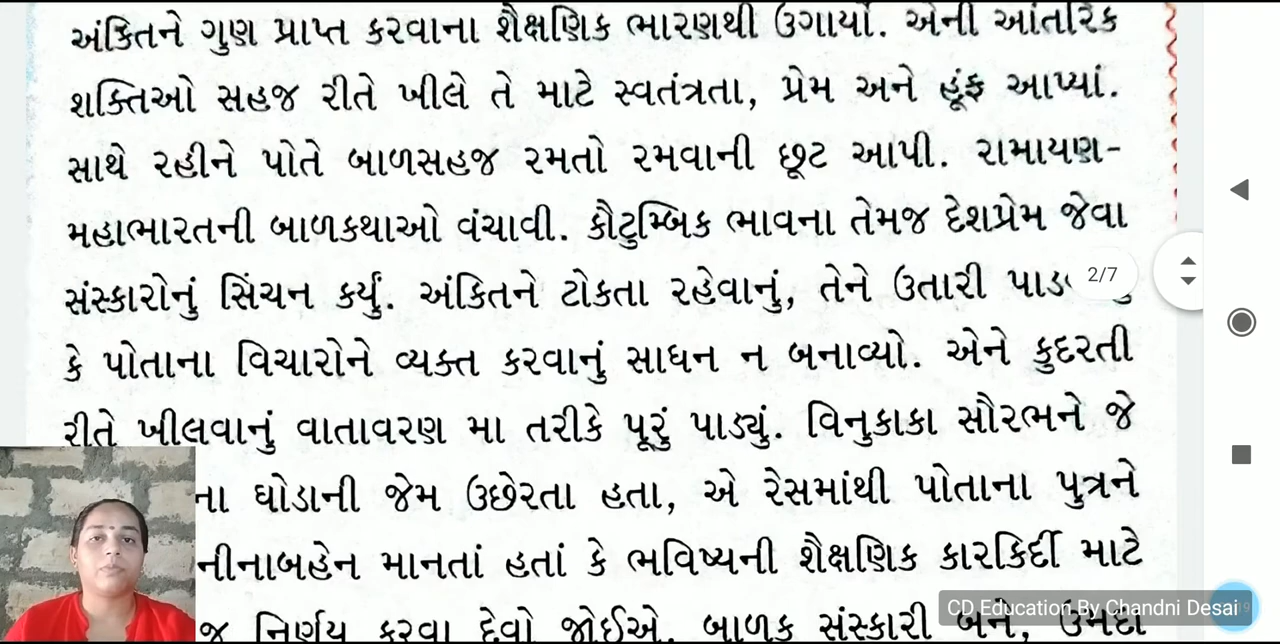 અંકિતને ગુણ પ્રાપ્ત કરવાના શૈક્ષણિક ભારણથી ઉગાર્યો. એની આંતરિક
શક્તિઓ સહજ રીતે ખીલે તે માટે સ્વતંત્રતા, પ્રેમ અને હૂંફ આપ્યાં.
સાથે રહીને પોતે બાળસહજ રમતો રમવાની છૂટ આપી. રામાયણ-
મહાભારતની બાળકથાઓ વંચાવી. કૌટુમ્બિક ભાવના તેમજ દેશપ્રેમ જેવા
સંસ્કારોનું સિંચન કર્યું. અંકિતને ટોકતા રહેવાનું, તેને ઉતારી
2/7
કે પોતાના વિચારોને વ્યક્ત કરવાનું સાધન ન બનાવ્યો. એને કુદરતી
રીતે ખીલવાનું વાતાવરણ મા તરીકે પૂરું પાડ્યું. વિનુકાકા સૌરભને જે
ના ઘોડાની જેમ ઉછેરતા હતા, એ રેસમાંથી પોતાના પુત્રને
નીનાબહેન માનતાં હતાં કે ભવિષ્યની શૈક્ષણિક કારકિર્દી માટે
જ નિર્ણય કરવા દેવો જોઈએ. બાળક સંસ્કારી બને, ઉમદા
CD Education By Chandni Desai